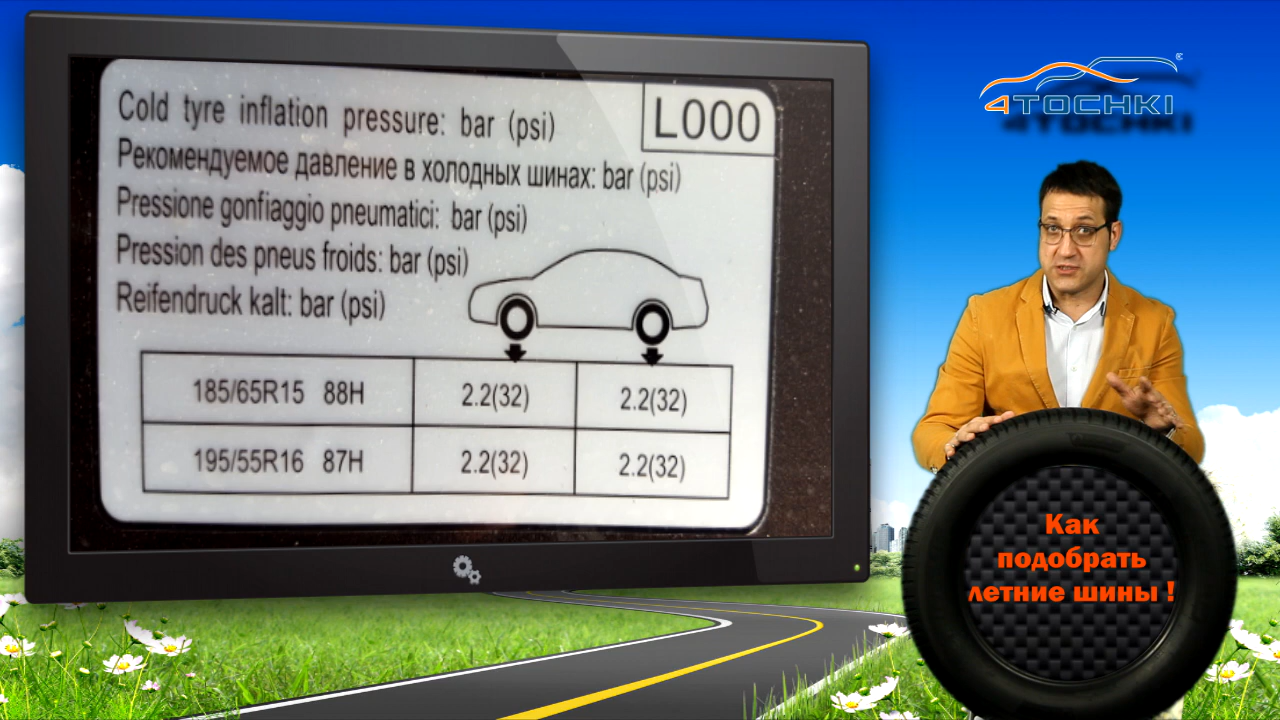 Cold tyre inflation pressure: bar (psi)
L000
Рекомендуемое давление в холодных шинах: bar (psi)
Pressione gonfiaggio pneumatici: bar (psi)
Pression des pneus froids: bar (psi)
Reifendruck kalt: bar (psi)
185/65R15 88H 2.2(32) 2.2(32)
195/55R16 87H 2.2(32) 2.2(32)
4TOCHKI
Как
подобрать
летние шины !